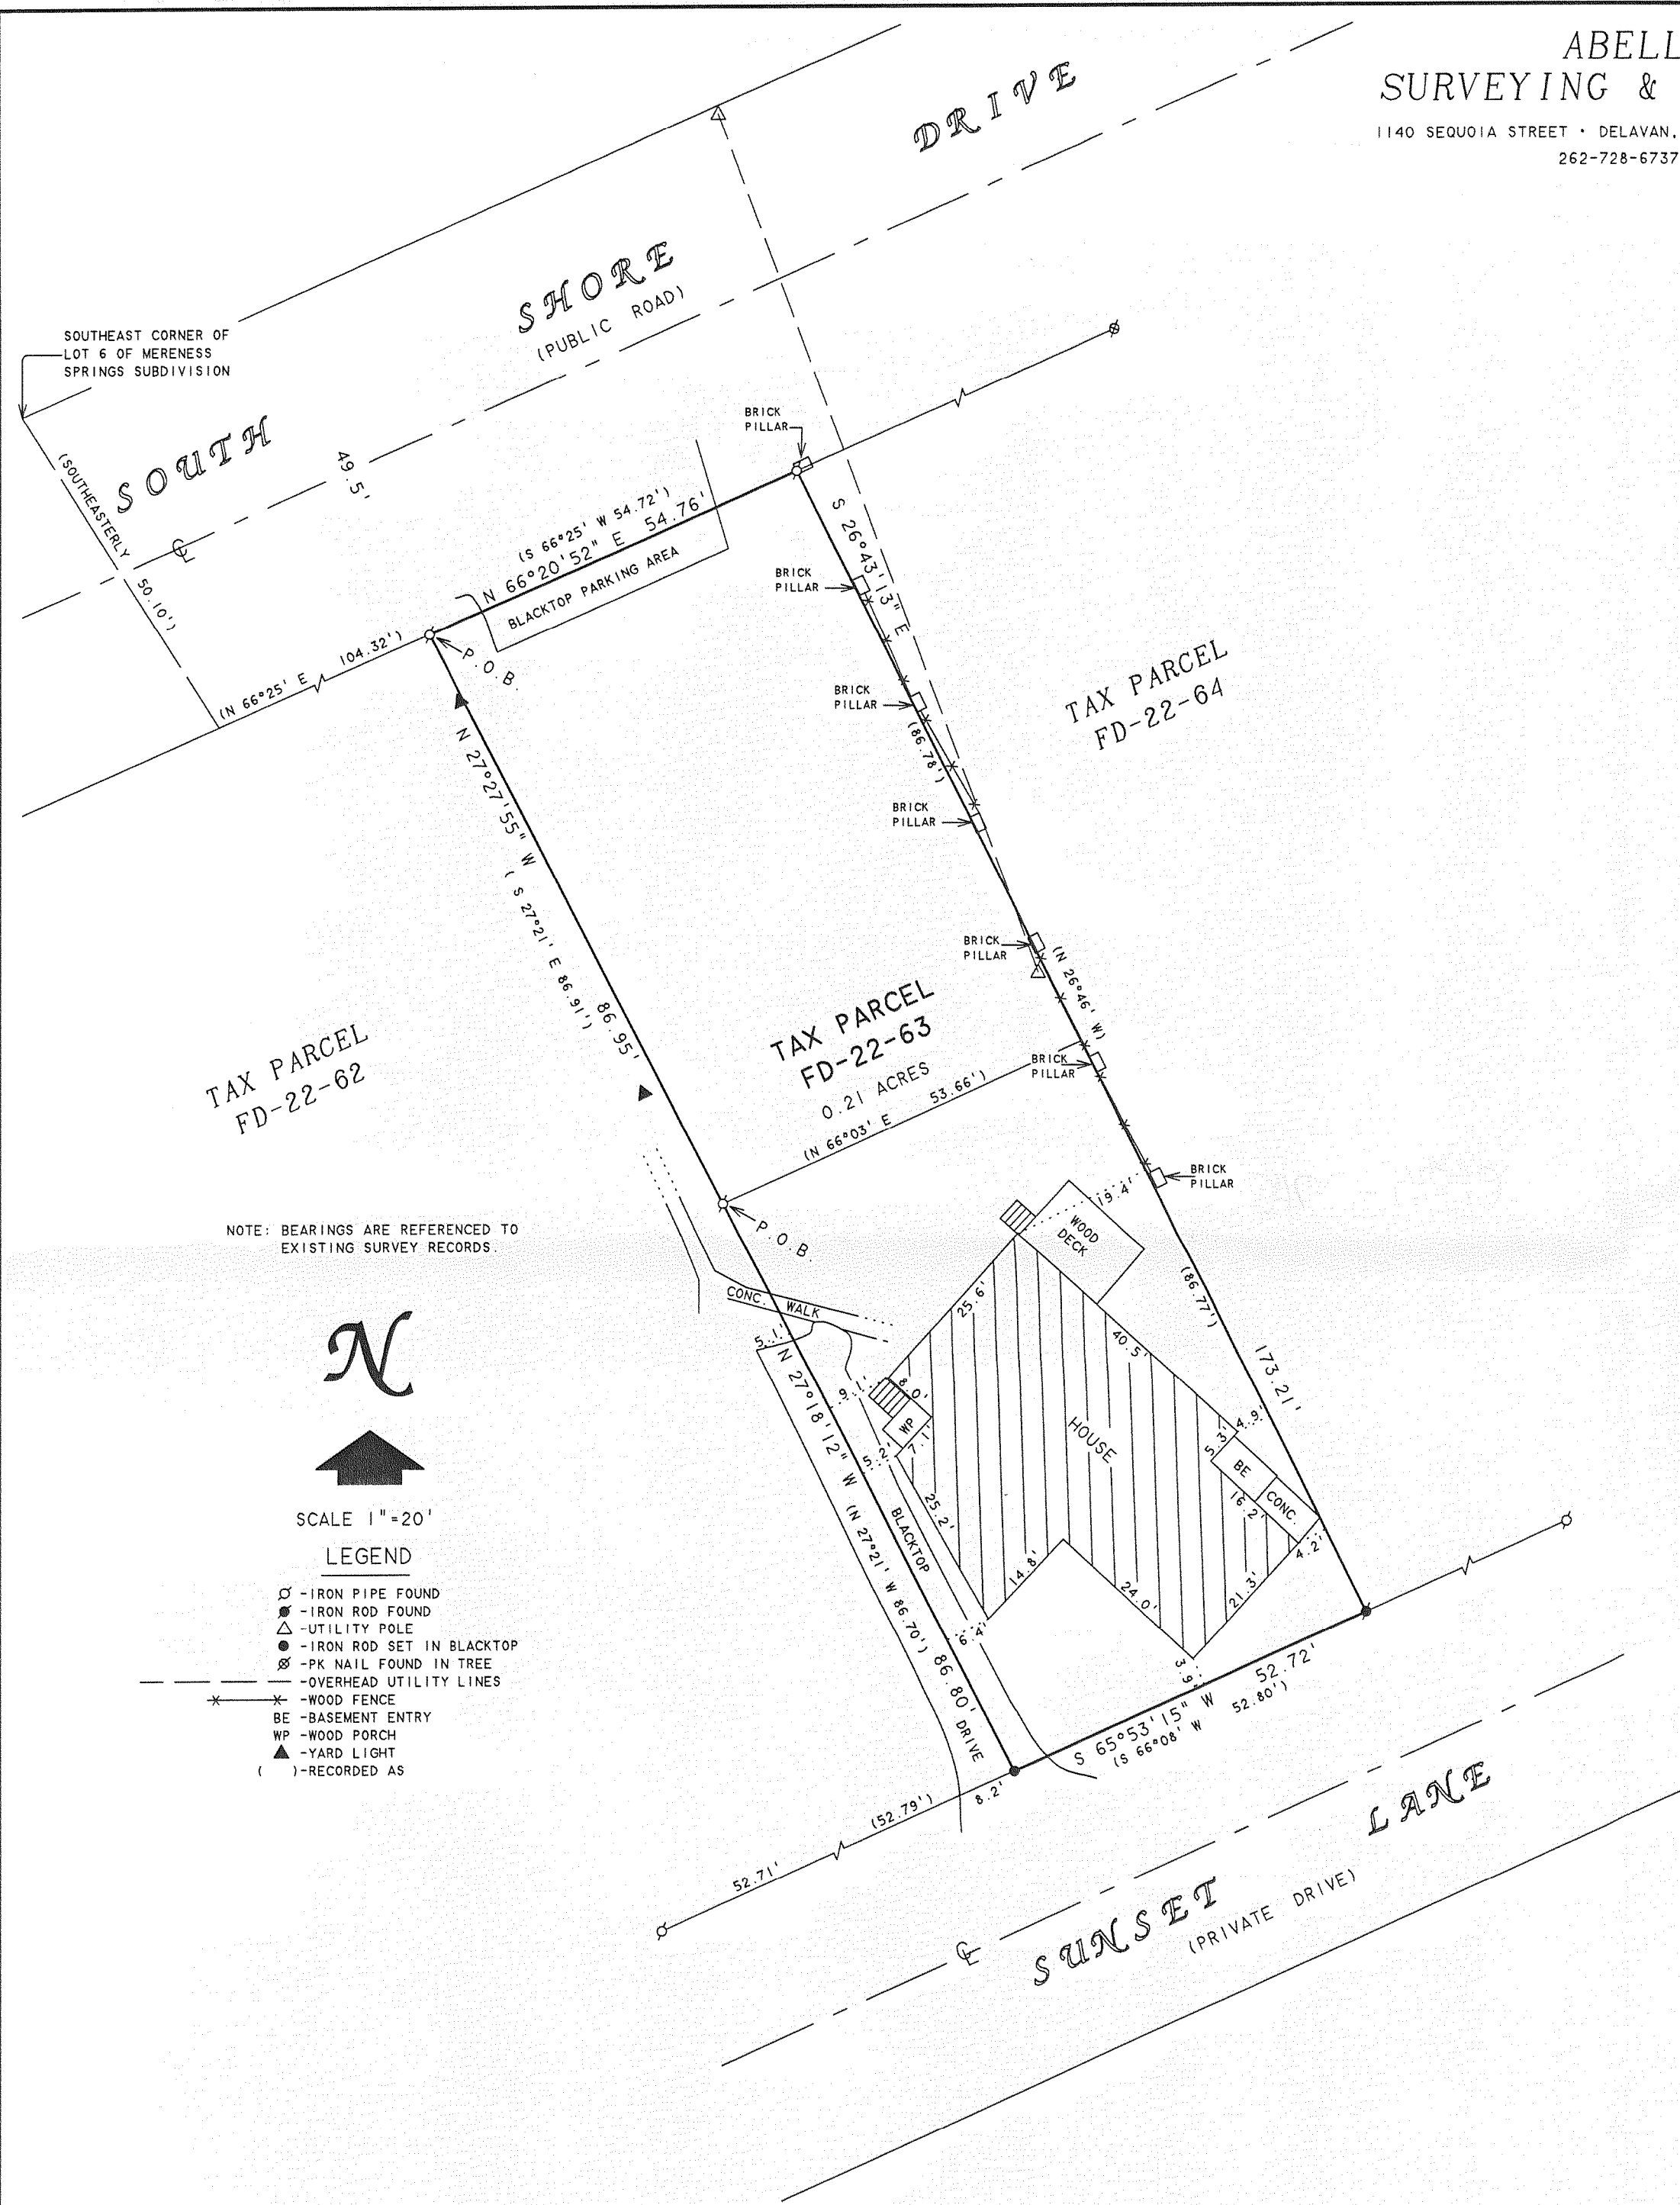 ABELL
SURVEYING &
1140 SEQUOIA STREET • DELAVAN,
262-728-6737
SOUTH SHORE DRIVE
(PUBLIC ROAD)
SOUTHEAST CORNER OF
LOT 6 OF MERENESS
SPRINGS SUBDIVISION
(SOUTHEASTERLY 50.10')
49.5'
℄
BRICK
PILLAR
(S 66°25' W 54.72')
N 66°20'52" E 54.76'
BLACKTOP PARKING AREA
(N 66°25' E 104.32')
P.O.B.
S 26°43'13" E
BRICK
PILLAR
BRICK
PILLAR
(86.78')
BRICK
PILLAR
TAX PARCEL
FD-22-64
N 27°27'55" W 86.95'
(S 27°21' E 86.91')
BRICK
PILLAR
(N 26°46' W)
TAX PARCEL
FD-22-63
0.21 ACRES
(N 66°03' E 53.66')
BRICK
PILLAR
TAX PARCEL
FD-22-62
BRICK
PILLAR
19.4'
WOOD
DECK
P.O.B.
NOTE: BEARINGS ARE REFERENCED TO
EXISTING SURVEY RECORDS.
CONC. WALK
25.6'
(86.77')
173.21'
40.5'
5.1'
9.1'
8.0'
WP
7.1'
5.2'
HOUSE
4.9'
5.3'
BE
CONC.
16.2'
4.2'
N 27°18'12" W 86.80'
(N 27°21' W 86.70')
BLACKTOP DRIVE
25.2'
14.8'
24.0'
21.3'
6.4'
3.9'
S 65°53'15" W 52.72'
(S 66°08' W 52.80')
8.2'
(52.79')
52.71'
N
SCALE 1"=20'
LEGEND
-IRON PIPE FOUND
-IRON ROD FOUND
-UTILITY POLE
-IRON ROD SET IN BLACKTOP
-PK NAIL FOUND IN TREE
-OVERHEAD UTILITY LINES
-WOOD FENCE
BE -BASEMENT ENTRY
WP -WOOD PORCH
-YARD LIGHT
( )-RECORDED AS
℄
SUNSET LANE
(PRIVATE DRIVE)